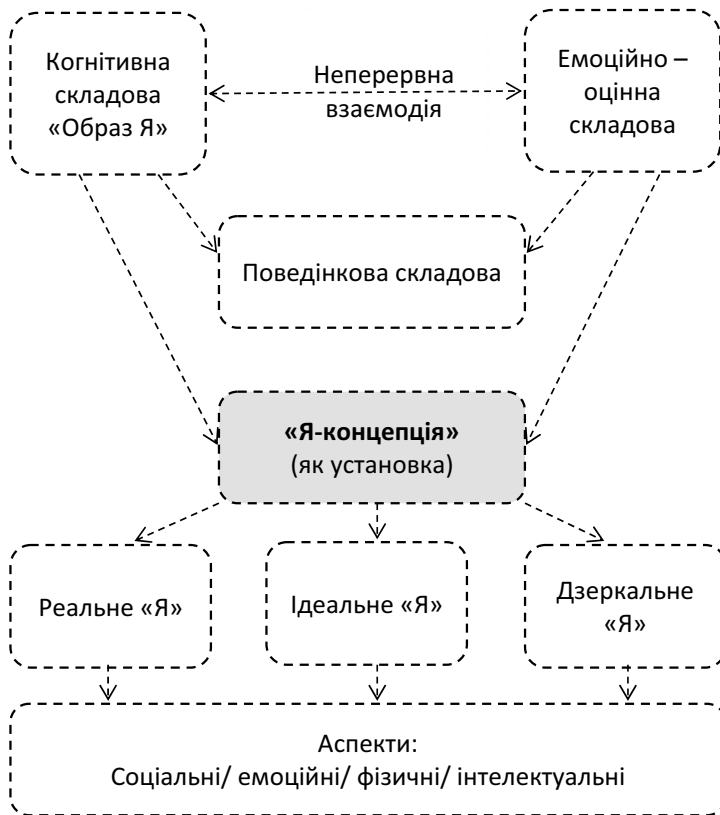 Когнітивна
складова
«Образ Я»
Неперервна
взаємодія
Емоційно –
оцінна
складова
Поведінкова складова
«Я-концепція»
(як установка)
Реальне «Я»
Ідеальне «Я»
Дзеркальне
«Я»
Аспекти:
Соціальні/ емоційні/ фізичні/ інтелектуальні